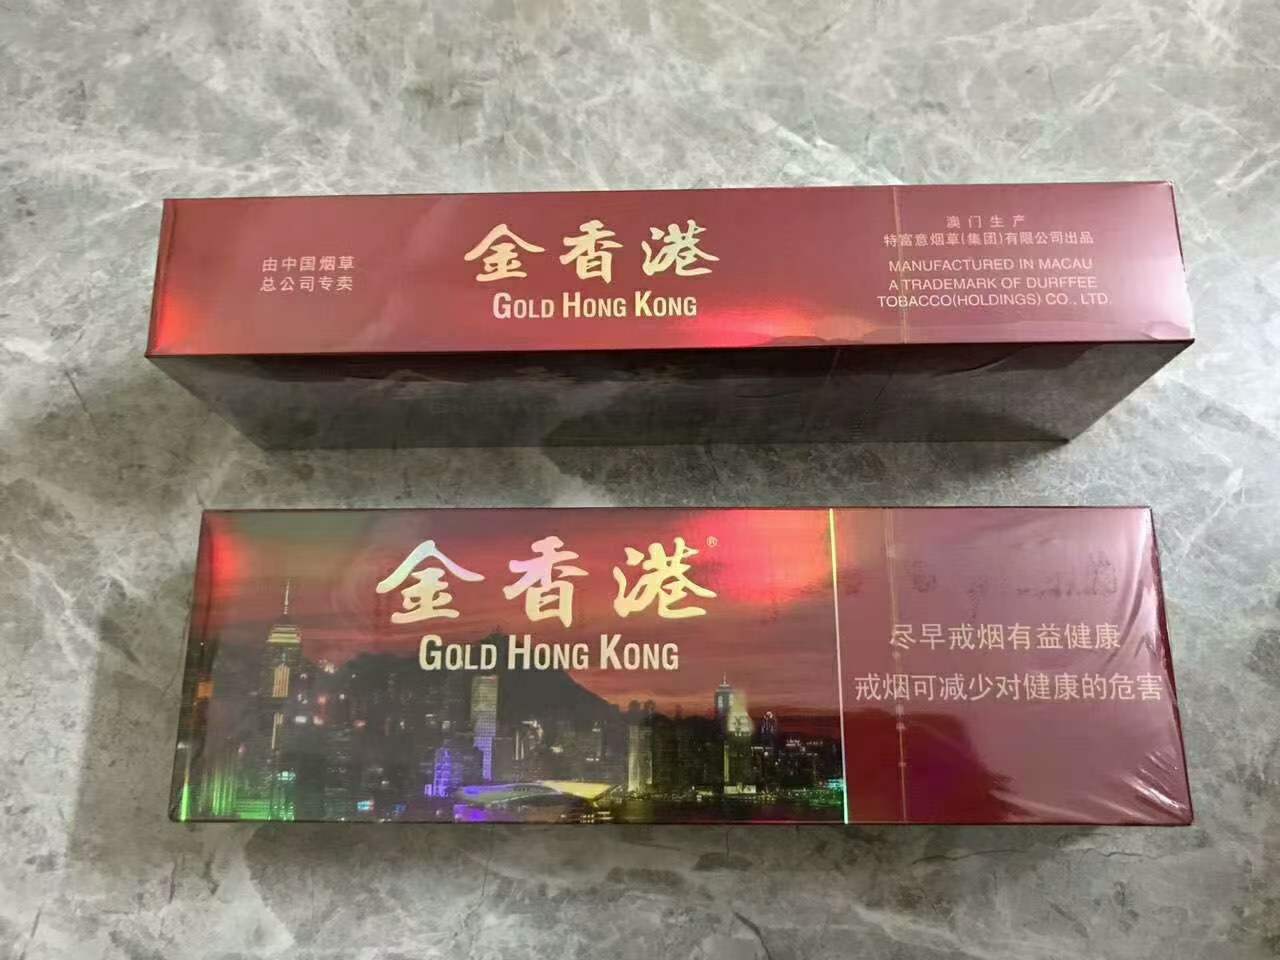 由中国烟草
总公司专卖
金香港
GOLD HONG KONG
澳门生产
特富意烟草(集团)有限公司出品
MANUFACTURED IN MACAU
A TRADEMARK OF DURFFEE
TOBACCO(HOLDINGS) CO., LTD.
金香港®
GOLD HONG KONG
尽早戒烟有益健康
戒烟可减少对健康的危害